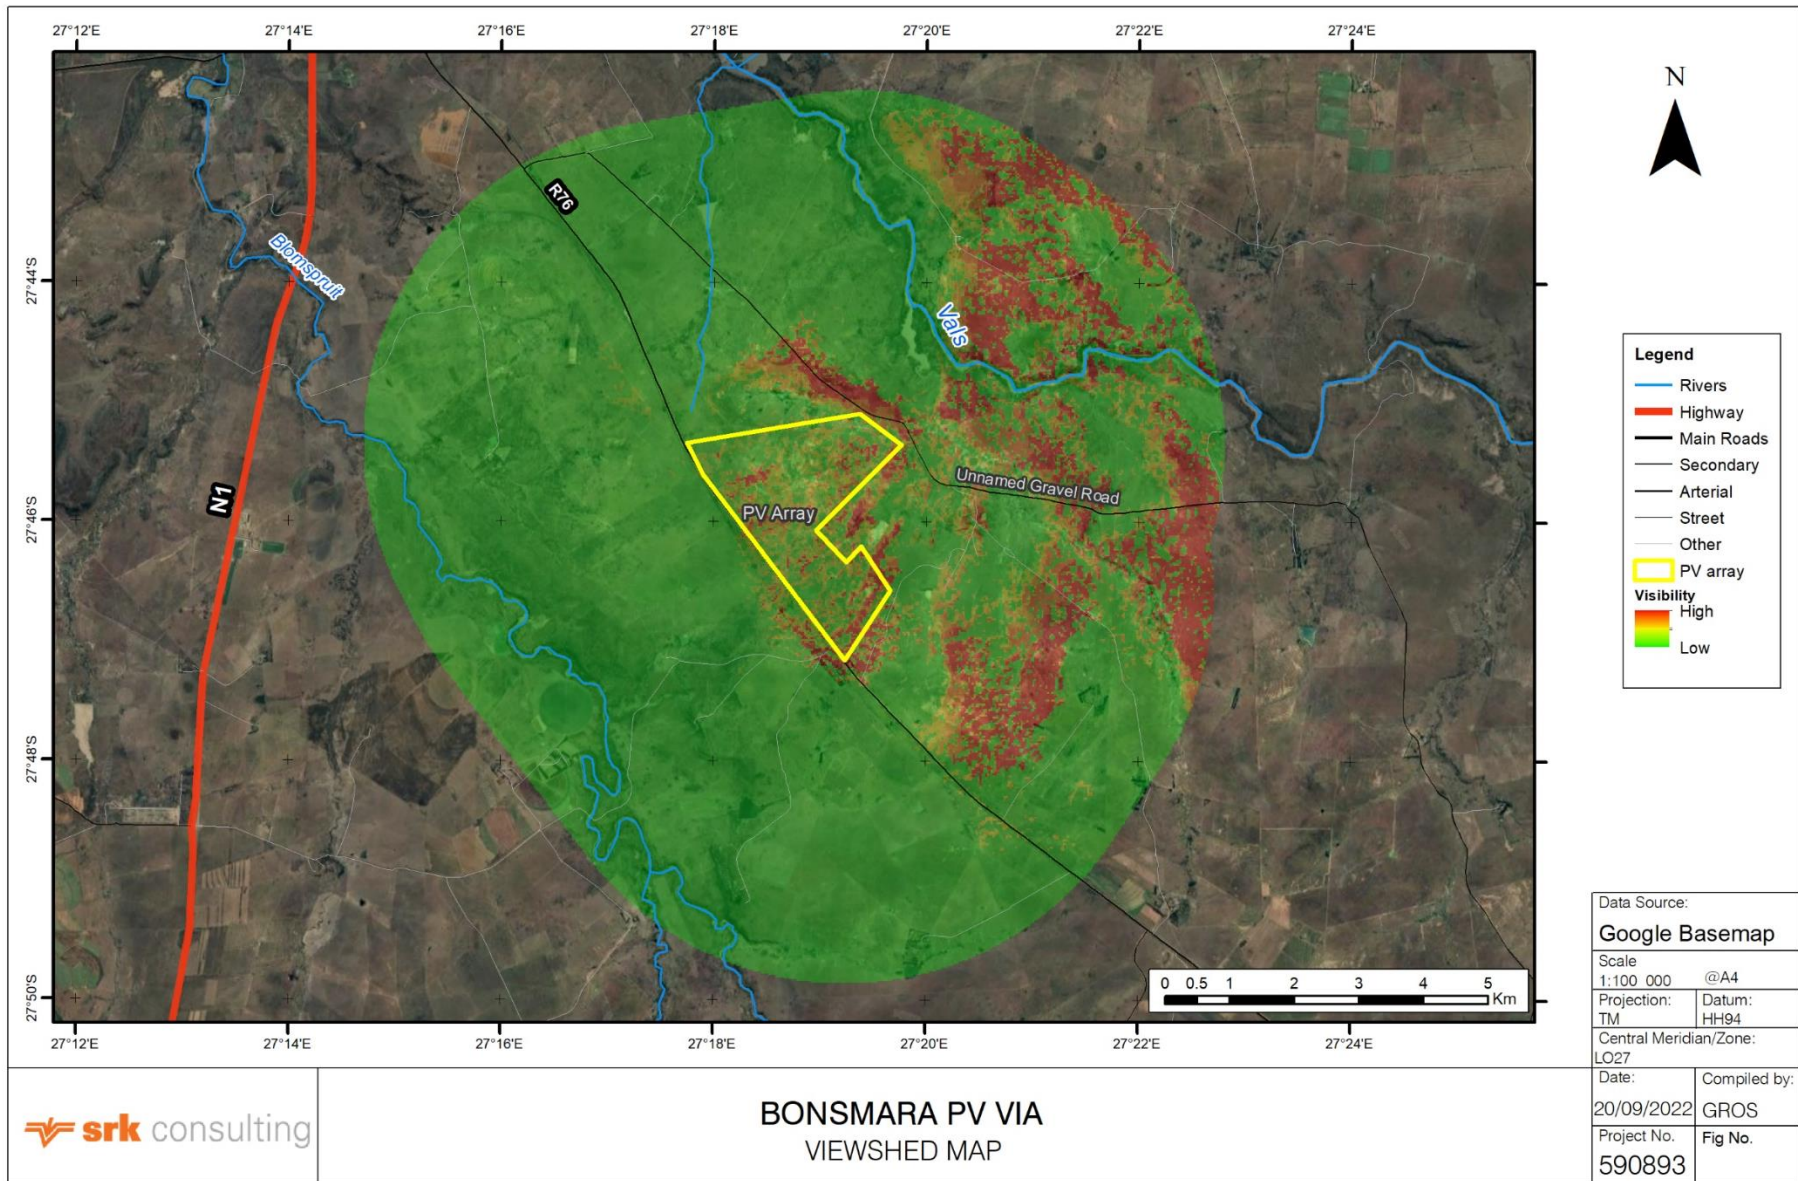 27°12'E
27°14'E
27°16'E
27°18'E
27°20'E
27°22'E
27°24'E
27°44'S
27°46'S
27°48'S
27°50'S
N
R76
Blomspruit
Vals
N1
Unnamed Gravel Road
PV Array
Legend
Rivers
Highway
Main Roads
Secondary
Arterial
Street
Other
PV array
Visibility
High
Low
0 0.5 1 2 3 4 5
Km
27°12'E
27°14'E
27°16'E
27°18'E
27°20'E
27°22'E
27°24'E
Data Source:
Google Basemap
Scale
1:100 000 @A4
Projection: Datum:
TM HH94
Central Meridian/Zone:
LO27
Date: Compiled by:
20/09/2022 GROS
Project No. Fig No.
590893
srk consulting
BONSMARA PV VIA
VIEWSHED MAP